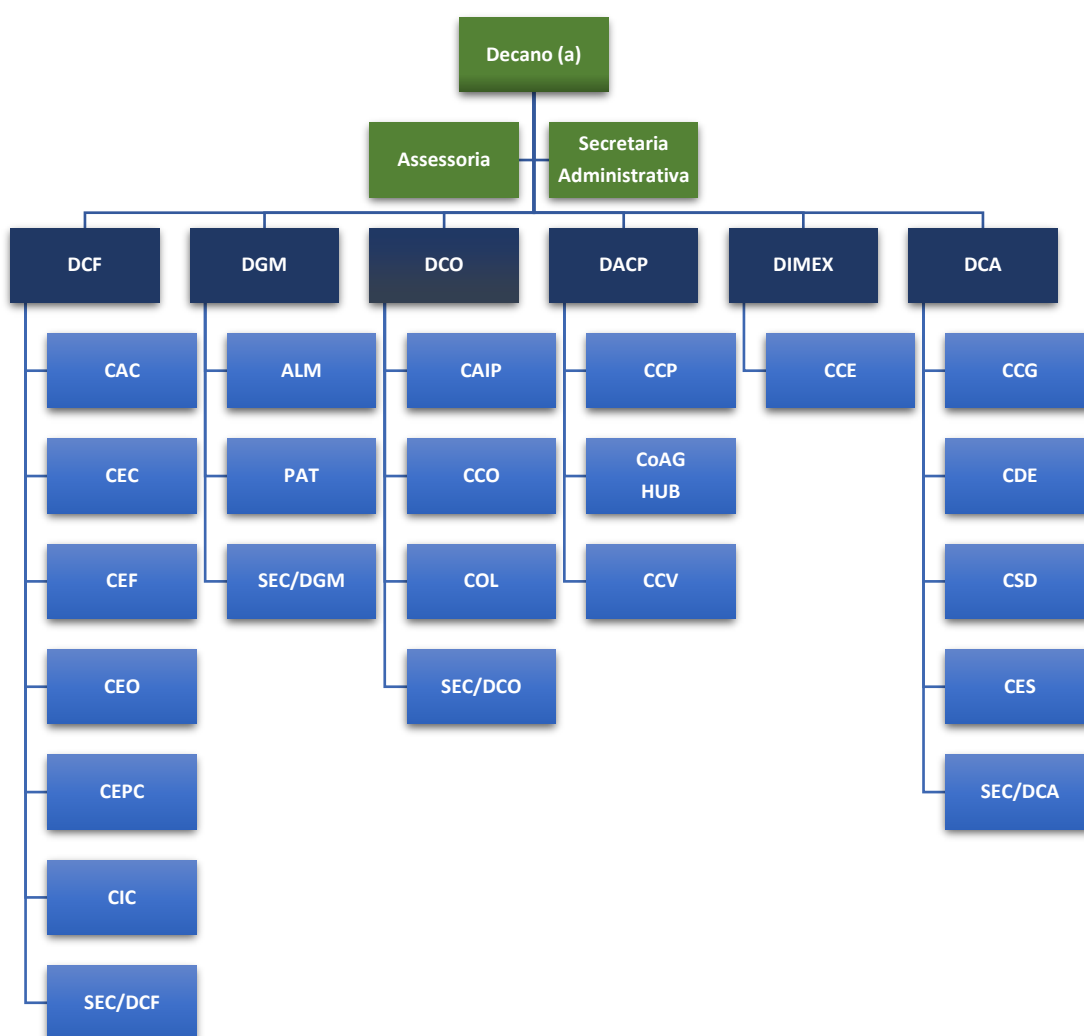 Decano (a)
Assessoria
Secretaria
Administrativa
DCF
DGM
DCO
DACP
DIMEX
DCA
CAC
ALM
CAIP
CCP
CCE
CCG
CEC
PAT
CCO
CoAG
HUB
CDE
CEF
SEC/DGM
COL
CCV
CSD
CEO
SEC/DCO
CES
CEPC
SEC/DCA
CIC
SEC/DCF